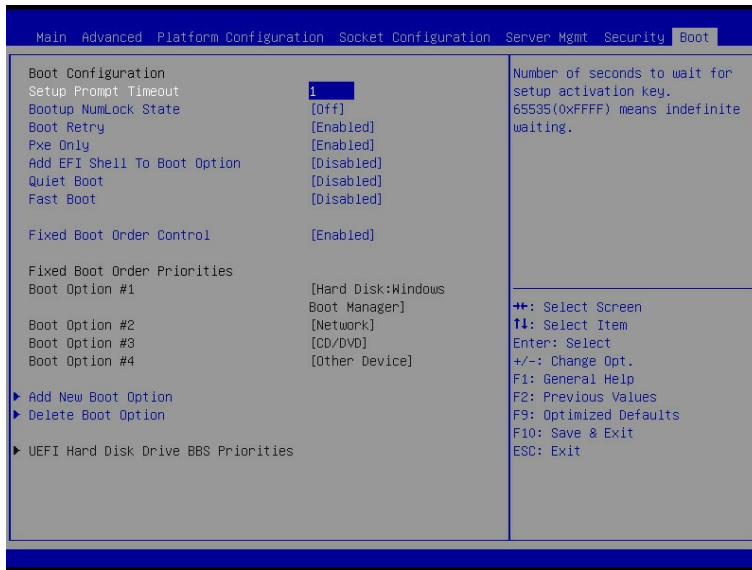 Main Advanced Platform Configuration Socket Configuration Server Mgmt Security Boot
Boot Configuration
Setup Prompt Timeout 1
Bootup NumLock State [Off]
Boot Retry [Enabled]
Pxe Only [Enabled]
Add EFI Shell To Boot Option [Disabled]
Quiet Boot [Disabled]
Fast Boot [Disabled]
Fixed Boot Order Control [Enabled]
Fixed Boot Order Priorities
Boot Option #1 [Hard Disk:Windows
Boot Manager]
Boot Option #2 [Network]
Boot Option #3 [CD/DVD]
Boot Option #4 [Other Device]
Add New Boot Option
Delete Boot Option
UEFI Hard Disk Drive BBS Priorities
Number of seconds to wait for
setup activation key.
65535(0xFFFF) means indefinite
waiting.
→←: Select Screen
↑↓: Select Item
Enter: Select
+/-: Change Opt.
F1: General Help
F2: Previous Values
F9: Optimized Defaults
F10: Save & Exit
ESC: Exit